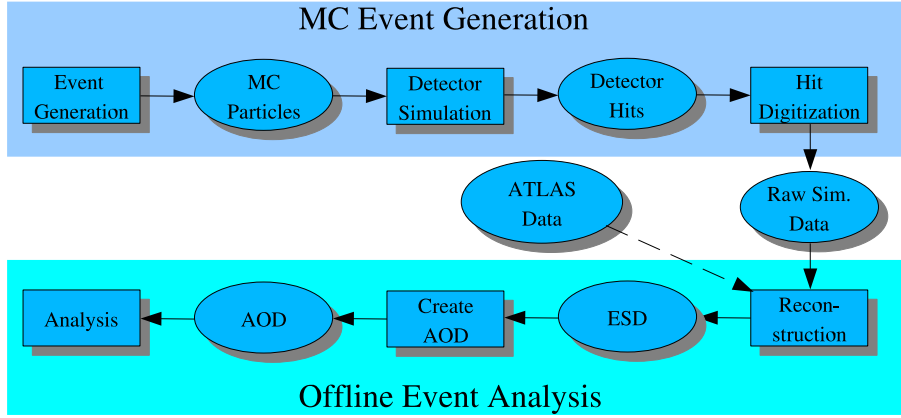 MC Event Generation
Event
Generation
MC
Particles
Detector
Simulation
Detector
Hits
Hit
Digitization
ATLAS
Data
Raw Sim.
Data
Analysis
AOD
Create
AOD
ESD
Recon-
struction
Offline Event Analysis